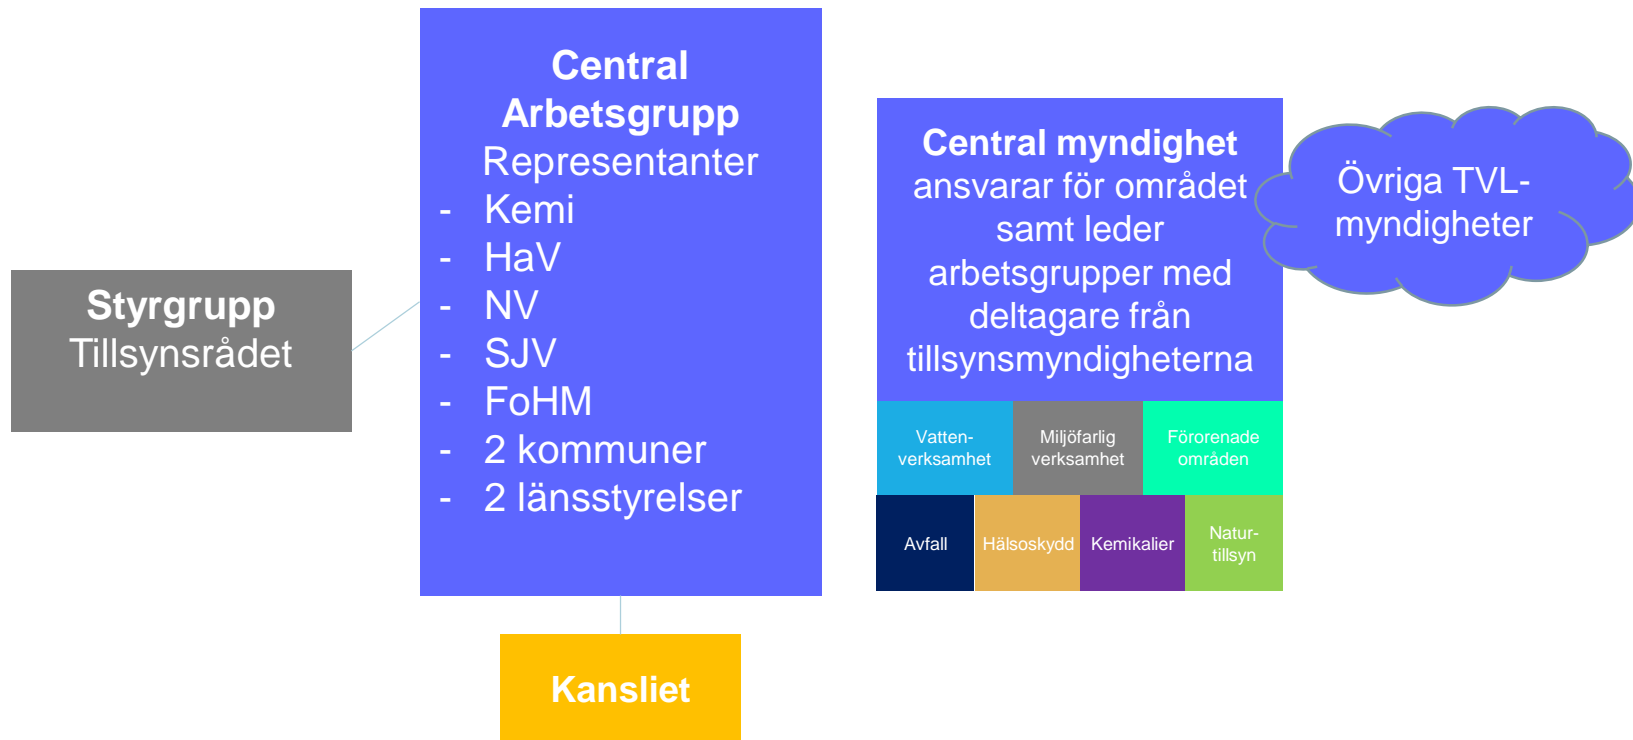 Styrgrupp
Tillsynsrådet
Central
Arbetsgrupp
Representanter
- Kemi
- HaV
- NV
- SJV
- FoHM
- 2 kommuner
- 2 länsstyrelser
Kansliet
Central myndighet
ansvarar för området
samt leder
arbetsgrupper med
deltagare från
tillsynsmyndigheterna
Vatten-
verksamhet
Miljöfarlig
verksamhet
Förorenade
områden
Avfall
Hälsoskydd
Kemikalier
Natur-
tillsyn
Övriga TVL-
myndigheter